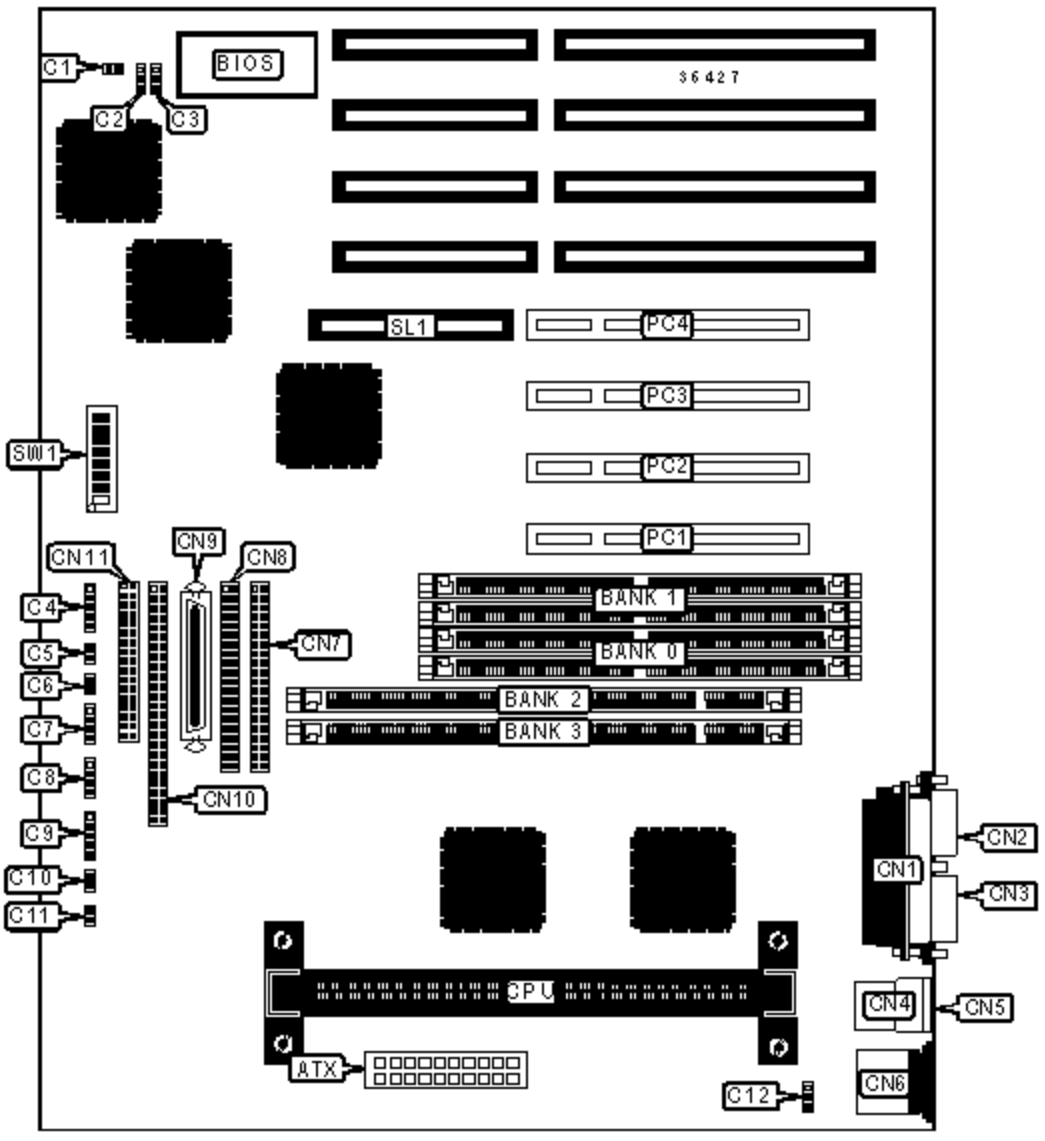 C1
BIOS
36427
C2
C3
SL1
PC4
PC3
SW1
PC2
PC1
CN11
CN9
CN8
C4
BANK 1
CN7
C5
BANK 0
C6
BANK 2
C7
BANK 3
C8
CN10
C9
CN2
CN1
C10
CN3
C11
CPU
CN4
CN5
ATX
CN6
C12